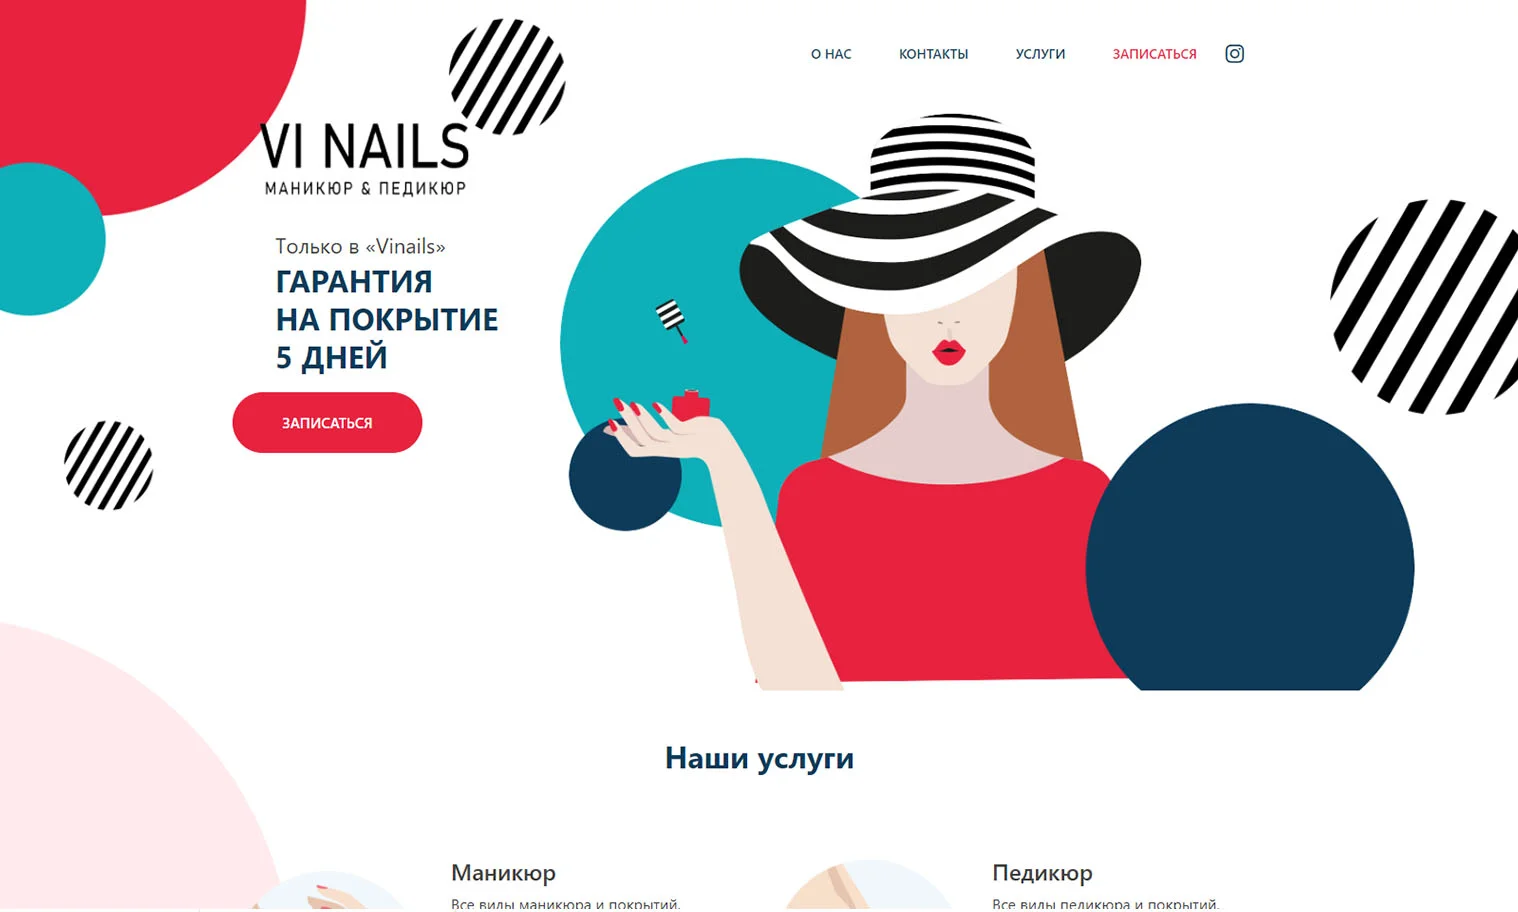 О НАС
КОНТАКТЫ
УСЛУГИ
ЗАПИСАТЬСЯ
VI NAILS
МАНИКЮР & ПЕДИКЮР
Только в «Vinails»
ГАРАНТИЯ
НА ПОКРЫТИЕ
5 ДНЕЙ
ЗАПИСАТЬСЯ
Наши услуги
Маникюр
Все виды маникюра и покрытий.
Педикюр
Все виды педикюра и покрытий.